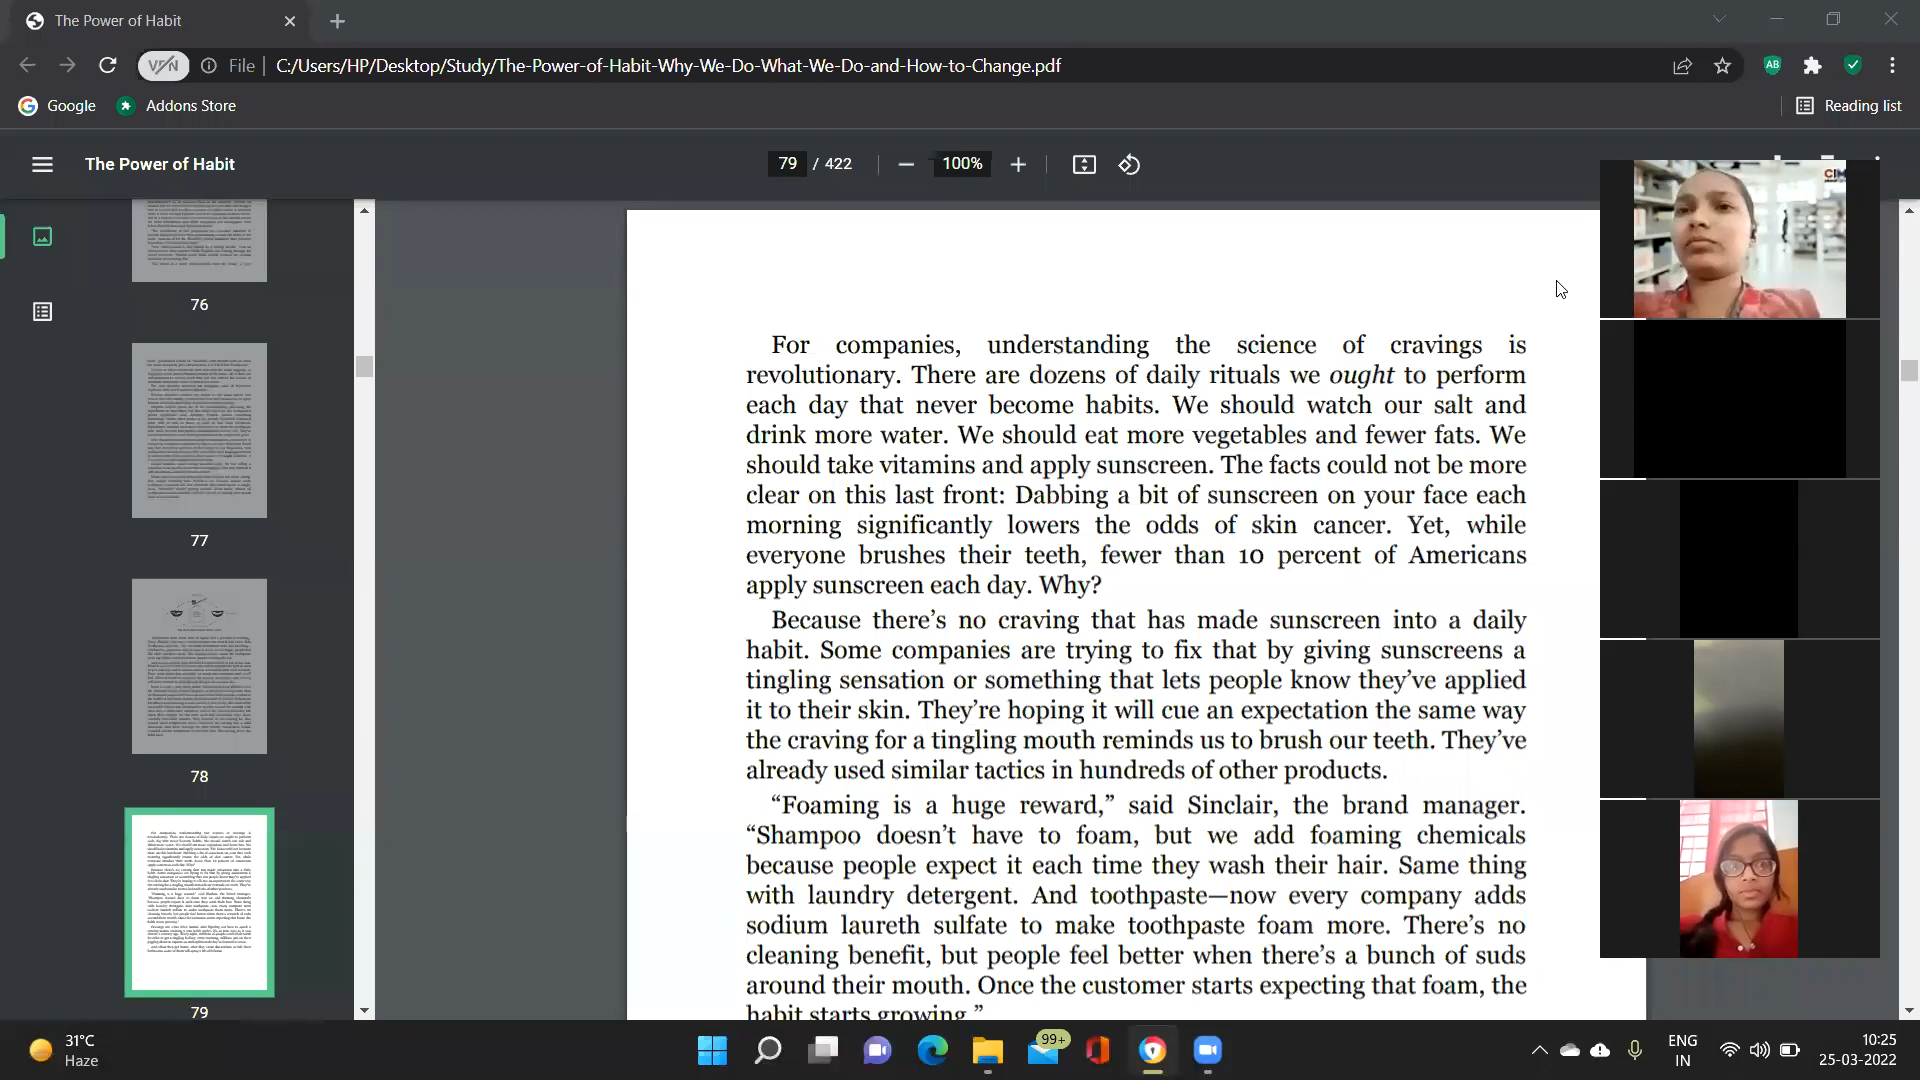 The Power of Habit
VPN
File
C:/Users/HP/Desktop/Study/The-Power-of-Habit-Why-We-Do-What-We-Do-and-How-to-Change.pdf
AB
Google
Addons Store
Reading list
The Power of Habit
79 / 422
100%
76
77
78
79
For companies, understanding the science of cravings is
revolutionary. There are dozens of daily rituals we ought to perform
each day that never become habits. We should watch our salt and
drink more water. We should eat more vegetables and fewer fats. We
should take vitamins and apply sunscreen. The facts could not be more
clear on this last front: Dabbing a bit of sunscreen on your face each
morning significantly lowers the odds of skin cancer. Yet, while
everyone brushes their teeth, fewer than 10 percent of Americans
apply sunscreen each day. Why?
Because there’s no craving that has made sunscreen into a daily
habit. Some companies are trying to fix that by giving sunscreens a
tingling sensation or something that lets people know they’ve applied
it to their skin. They’re hoping it will cue an expectation the same way
the craving for a tingling mouth reminds us to brush our teeth. They’ve
already used similar tactics in hundreds of other products.
“Foaming is a huge reward,” said Sinclair, the brand manager.
“Shampoo doesn’t have to foam, but we add foaming chemicals
because people expect it each time they wash their hair. Same thing
with laundry detergent. And toothpaste—now every company adds
sodium laureth sulfate to make toothpaste foam more. There’s no
cleaning benefit, but people feel better when there’s a bunch of suds
around their mouth. Once the customer starts expecting that foam, the
habit starts growing.”
31°C
Haze
99+
ENG
IN
10:25
25-03-2022